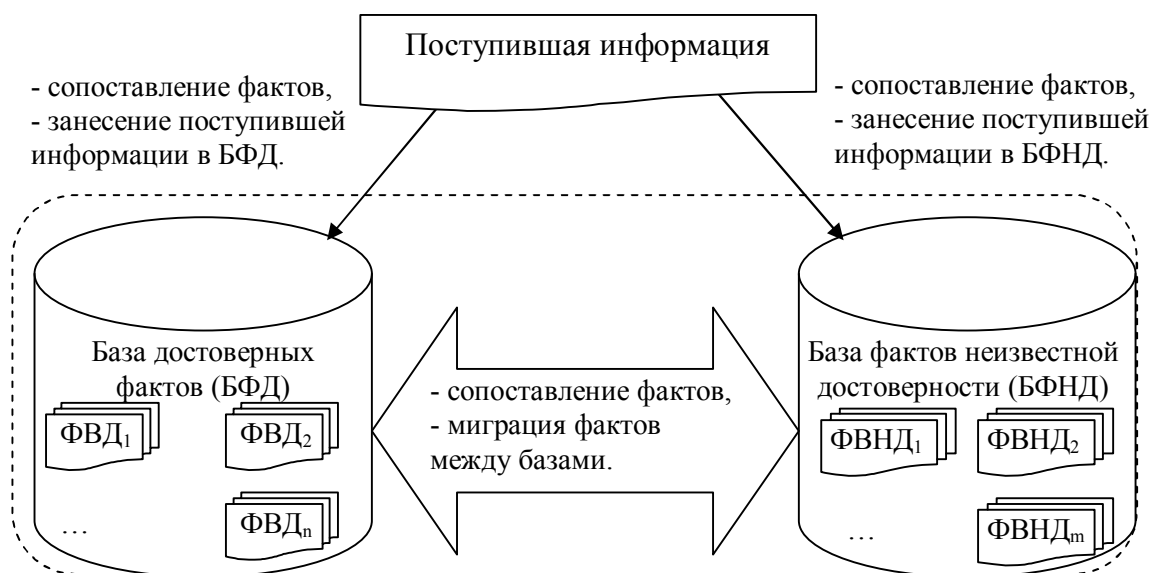 Поступившая информация
- сопоставление фактов,
- занесение поступившей
информации в БФД.
- сопоставление фактов,
- занесение поступившей
информации в БФНД.
База достоверных
фактов (БФД)
ФВД1
ФВД2
...
ФВДn
- сопоставление фактов,
- миграция фактов
между базами.
База фактов неизвестной
достоверности (БФНД)
ФВНД1
ФВНД2
...
ФВНДm